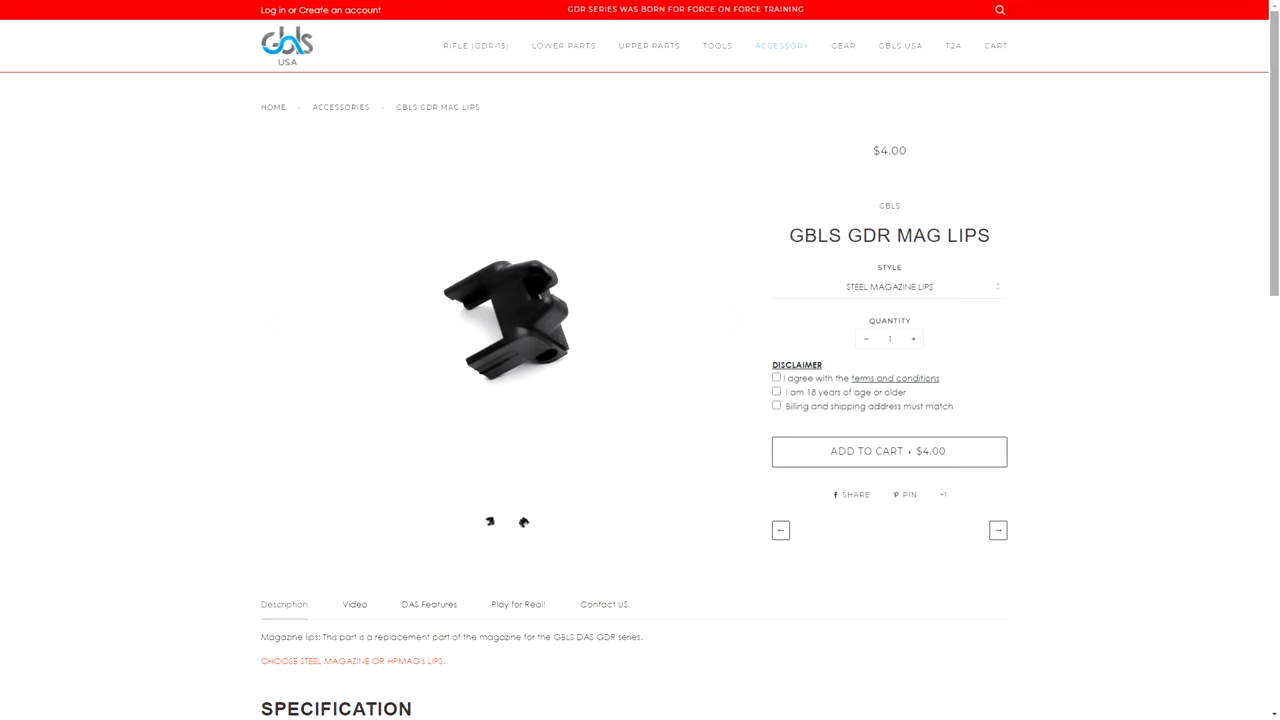 Log in or Create an account
GDR SERIES WAS BORN FOR FORCE ON FORCE TRAINING
gbls
USA
RIFLE (GDR-15)
LOWER PARTS
UPPER PARTS
TOOLS
ACCESSORY
GEAR
GBLS USA
T2A
CART
HOME • ACCESSORIES • GBLS GDR MAG LIPS
$4.00
GBLS
GBLS GDR MAG LIPS
STYLE
STEEL MAGAZINE LIPS
QUANTITY
− 1 +
DISCLAIMER
I agree with the terms and conditions
I am 18 years of age or older
Billing and shipping address must match
ADD TO CART • $4.00
SHARE
PIN
+1
← →
Description
Video
DAS Features
Play for Real!
Contact US
Magazine lips: This part is a replacement part of the magazine for the GBLS DAS GDR series.
CHOOSE STEEL MAGAZINE OR HPMAG's LIPS.
SPECIFICATION